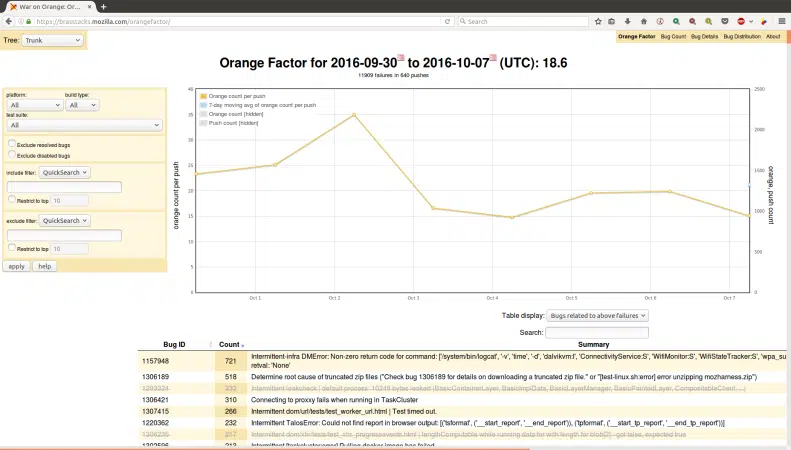 War on Orange: Or...
https://brasstacks.mozilla.com/orangefactor/
Search
Tree: Trunk
Orange Factor Bug Count Bug Details Bug Distribution About
Orange Factor for 2016-09-30 to 2016-10-07 (UTC): 18.6
11909 failures in 640 pushes
platform: build type:
All All
test suite:
All
Exclude resolved bugs
Exclude disabled bugs
include filter: QuickSearch
Restrict to top 10
exclude filter: QuickSearch
Restrict to top 10
apply help
Orange count per push
7-day moving avg of orange count per push
Orange count [hidden]
Push count [hidden]
orange count per push
40
35
30
25
20
15
10
5
0
Oct 1 Oct 2 Oct 3 Oct 4 Oct 5 Oct 6 Oct 7
2500
2000
1500
1000
500
0
orange, push count
Table display: Bugs related to above failures
Search:
Bug ID Count Summary
1157948 721 Intermittent-infra DMError: Non-zero return code for command: ['/system/bin/logcat', '-v', 'time', '-d', 'dalvikvm:I', 'ConnectivityService:S', 'WifiMonitor:S', 'WifiStateTracker:S', 'wpa_su
retval: 'None'
1306189 518 Determine root cause of truncated zip files ("Check bug 1306189 for details on downloading a truncated zip file." or "[test-linux.sh:error] error unzipping mozharness.zip")
1293324 332 Intermittent leakcheck | default process: 10248 bytes leaked (BasicContainerLayer, BasicImplData, BasicLayerManager, BasicPaintedLayer, CompositableClient, ...)
1306421 310 Connecting to proxxy fails when running in TaskCluster
1307415 266 Intermittent dom/url/tests/test_worker_url.html | Test timed out.
1220362 232 Intermittent TalosError: Could not find report in browser output: [('tsformat', ('__start_report', '__end_report')), ('tpformat', ('__start_tp_report', '__end_tp_report'))]
217 Intermittent dom/xhr/tests/test_xhr_progressevents.html | lengthComputable while running data for with length for blob[2] - got false, expected true